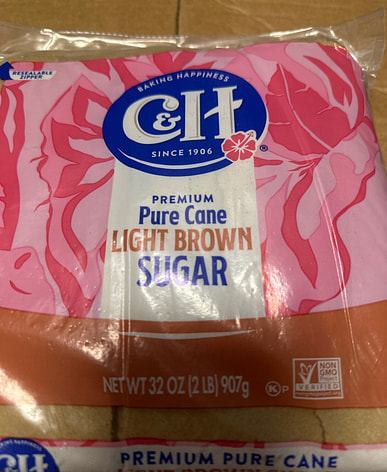 RESEALABLE
ZIPPER
BAKING HAPPINESS
C&H
SINCE 1906
®
PREMIUM
Pure Cane
LIGHT BROWN
SUGAR
NET WT 32 OZ (2 LB) 907g
K P
NON
GMO
Project
VERIFIED
C&H
PREMIUM PURE CANE